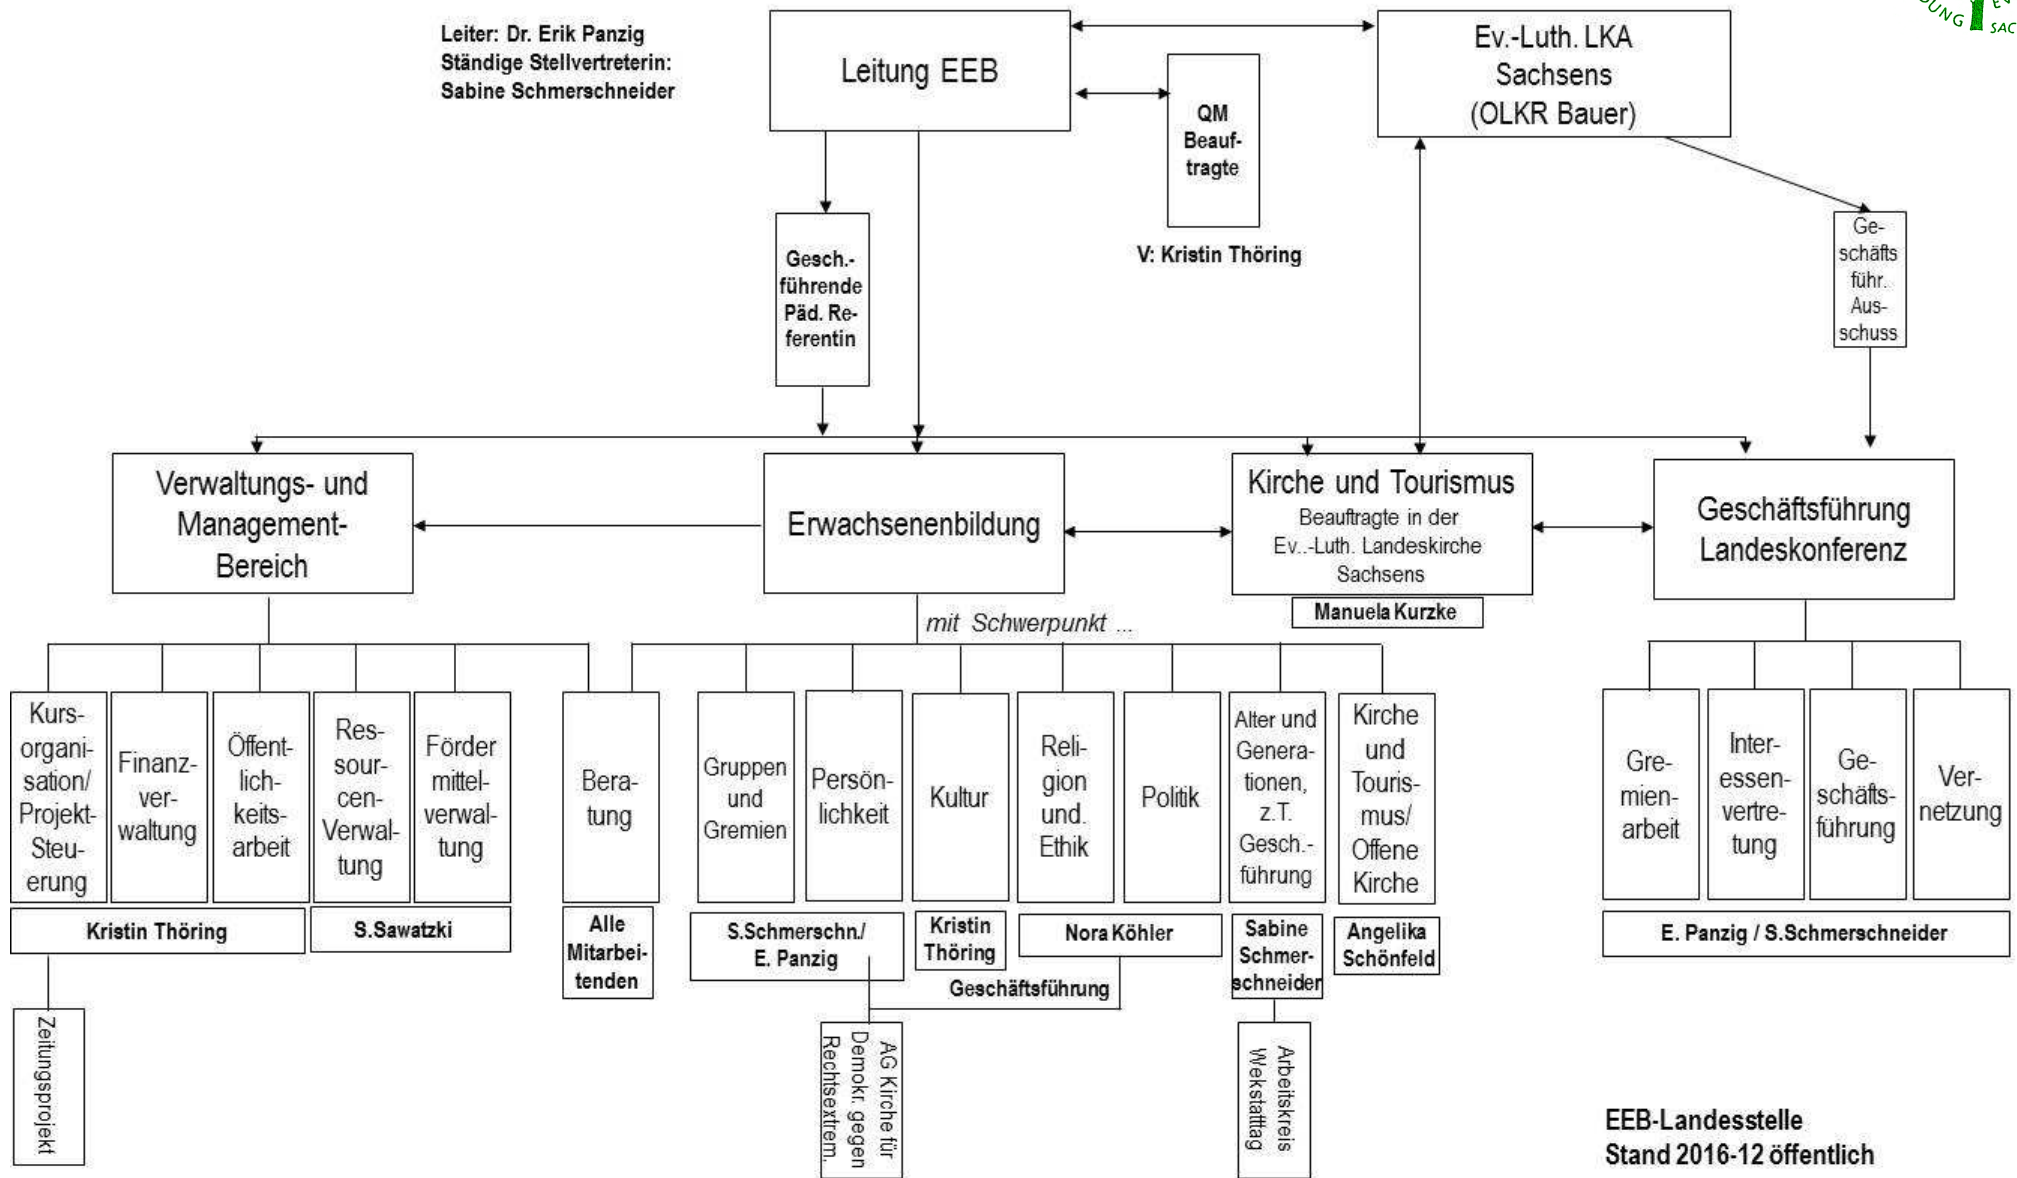 Leiter: Dr. Erik Panzig
Ständige Stellvertreterin:
Sabine Schmerschneider
Leitung EEB
Ev.-Luth. LKA
Sachsens
(OLKR Bauer)
SAC
QM
Beauf-
tragte
V: Kristin Thöring
Gesch.-
führende
Päd. Re-
ferentin
Ge-
schäfts
führ.
Aus-
schuss
Verwaltungs- und
Management-
Bereich
Erwachsenenbildung
Kirche und Tourismus
Beauftragte in der
Ev..-Luth. Landeskirche
Sachsens
Manuela Kurzke
Geschäftsführung
Landeskonferenz
mit Schwerpunkt ...
Kurs-
organi-
sation/
Projekt-
Steu-
erung
Finanz-
ver-
waltung
Öffent-
lich-
keits-
arbeit
Res-
sour-
cen-
Verwal-
tung
Förder
mittel-
verwal-
tung
Bera-
tung
Gruppen
und
Gremien
Persön-
lichkeit
Kultur
Reli-
gion
und.
Ethik
Politik
Alter und
Genera-
tionen,
z.T.
Gesch.-
führung
Kirche
und
Touris-
mus/
Offene
Kirche
Gre-
mien-
arbeit
Inter-
essen-
vertre-
tung
Ge-
schäfts-
führung
Ver-
netzung
Kristin Thöring
S.Sawatzki
Alle
Mitarbei-
tenden
S.Schmerschn./
E. Panzig
Kristin
Thöring
Nora Köhler
Sabine
Schmer-
schneider
Angelika
Schönfeld
E. Panzig / S.Schmerschneider
Geschäftsführung
Zeitungsprojekt
AG Kirche für
Demokr. gegen
Rechtsextrem.
Arbeitskreis
Wekstatttag
EEB-Landesstelle
Stand 2016-12 öffentlich